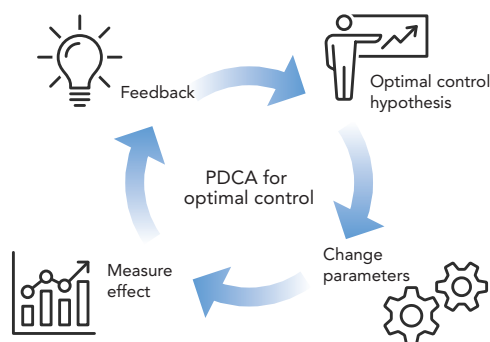 Feedback
Optimal control
hypothesis
PDCA for
optimal control
Change
parameters
Measure
effect